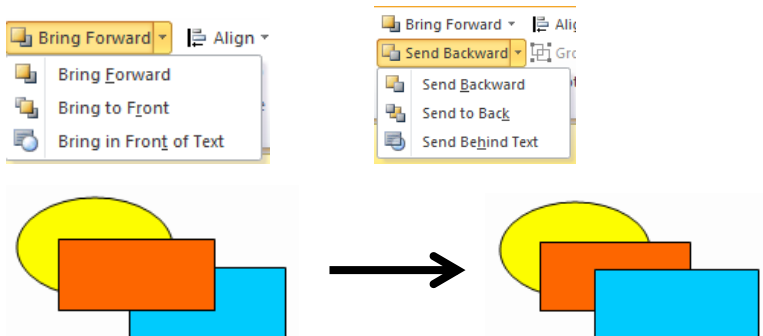 Bring Forward Align
Bring Forward
Bring to Front
Bring in Front of Text
Bring Forward
Send Backward
Send Backward
Send to Back
Send Behind Text